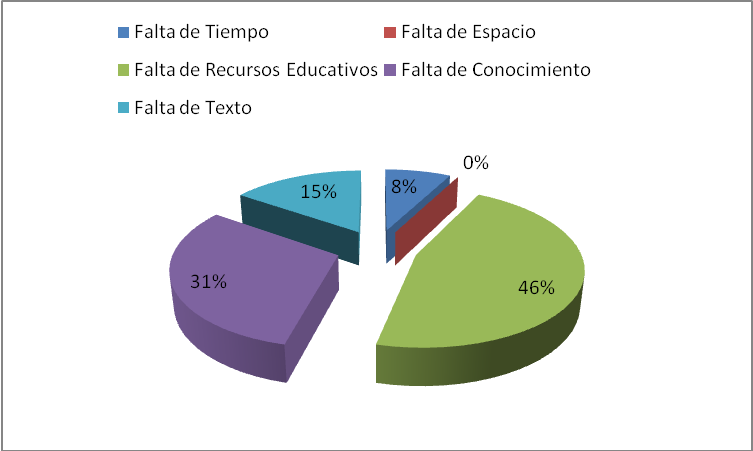 Falta de Tiempo
Falta de Espacio
Falta de Recursos Educativos
Falta de Conocimiento
Falta de Texto
0%
8%
15%
31%
46%